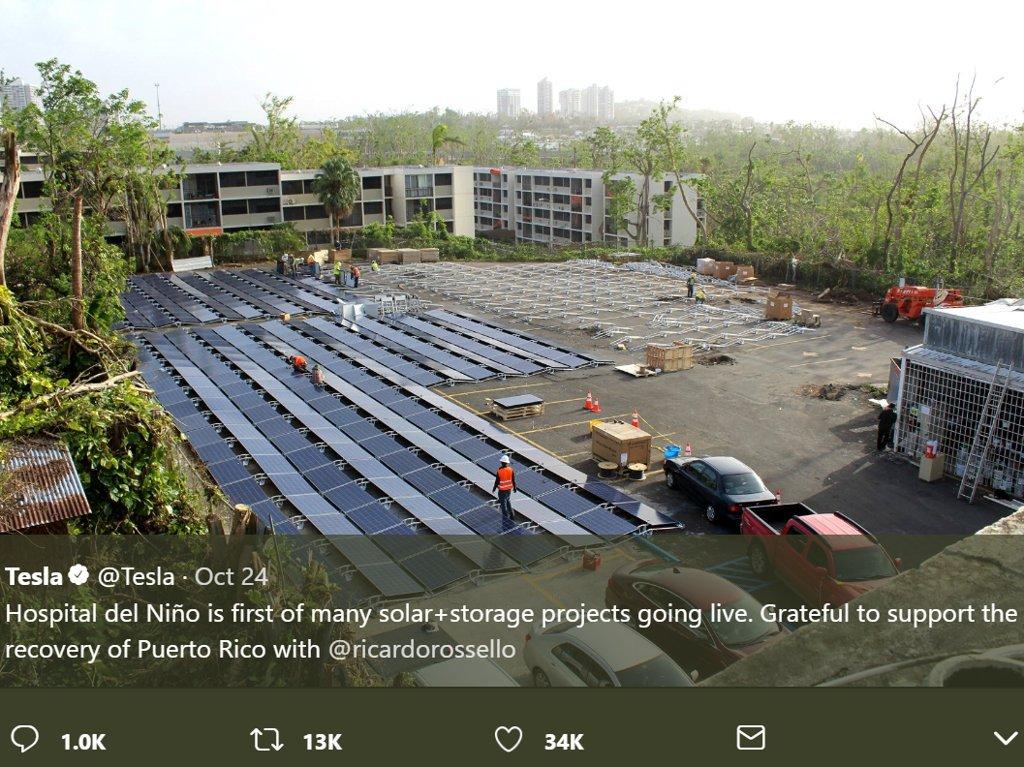 Tesla @Tesla · Oct 24
Hospital del Niño is first of many solar+storage projects going live. Grateful to support the
recovery of Puerto Rico with @ricardorossello
1.0K 13K 34K